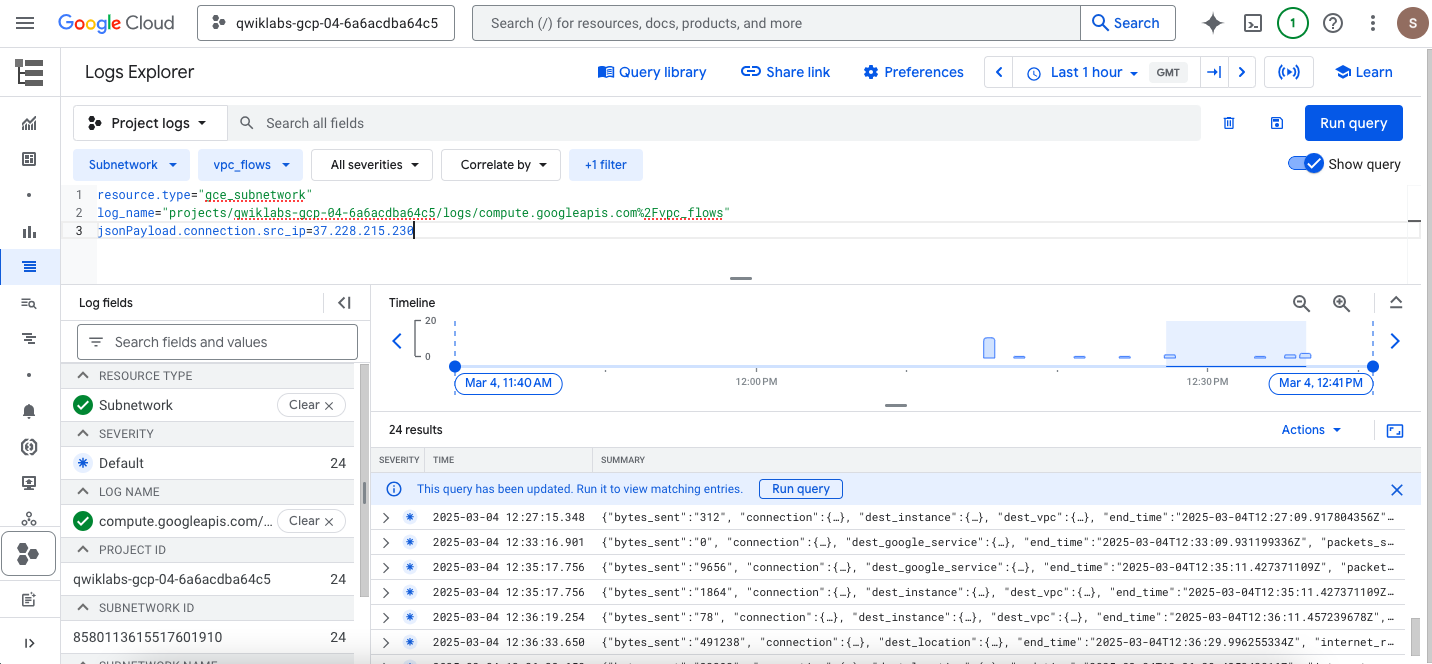 Google Cloud
qwiklabs-gcp-04-6a6acdba64c5
Search (/) for resources, docs, products, and more
Search
1
S
Logs Explorer
Query library
Share link
Preferences
Last 1 hour
GMT
Learn
Project logs
Search all fields
Run query
Subnetwork
vpc_flows
All severities
Correlate by
+1 filter
Show query
1 resource.type="gce_subnetwork"
2 log_name="projects/qwiklabs-gcp-04-6a6acdba64c5/logs/compute.googleapis.com%2Fvpc_flows"
3 jsonPayload.connection.src_ip=37.228.215.230
Log fields
Search fields and values
RESOURCE TYPE
Subnetwork Clear
SEVERITY
Default 24
LOG NAME
compute.googleapis.com/... Clear
PROJECT ID
qwiklabs-gcp-04-6a6acdba64c5 24
SUBNETWORK ID
8580113615517601910 24
SUBNETWORK NAME
Timeline
20
0
Mar 4, 11:40 AM
12:00 PM
12:30 PM
Mar 4, 12:41 PM
24 results
Actions
SEVERITY TIME SUMMARY
This query has been updated. Run it to view matching entries. Run query
2025-03-04 12:27:15.348 {"bytes_sent":"312", "connection":{…}, "dest_instance":{…}, "dest_vpc":{…}, "end_time":"2025-03-04T12:27:09.917804356Z"…
2025-03-04 12:33:16.901 {"bytes_sent":"0", "connection":{…}, "dest_google_service":{…}, "end_time":"2025-03-04T12:33:09.931199336Z", "packets_s…
2025-03-04 12:35:17.756 {"bytes_sent":"9656", "connection":{…}, "dest_google_service":{…}, "end_time":"2025-03-04T12:35:11.427371109Z", "packet…
2025-03-04 12:35:17.756 {"bytes_sent":"1864", "connection":{…}, "dest_instance":{…}, "dest_vpc":{…}, "end_time":"2025-03-04T12:35:11.427371109Z…
2025-03-04 12:36:19.254 {"bytes_sent":"78", "connection":{…}, "dest_instance":{…}, "dest_vpc":{…}, "end_time":"2025-03-04T12:36:11.457239678Z",…
2025-03-04 12:36:33.650 {"bytes_sent":"491238", "connection":{…}, "dest_location":{…}, "end_time":"2025-03-04T12:36:29.996255334Z", "internet_r…